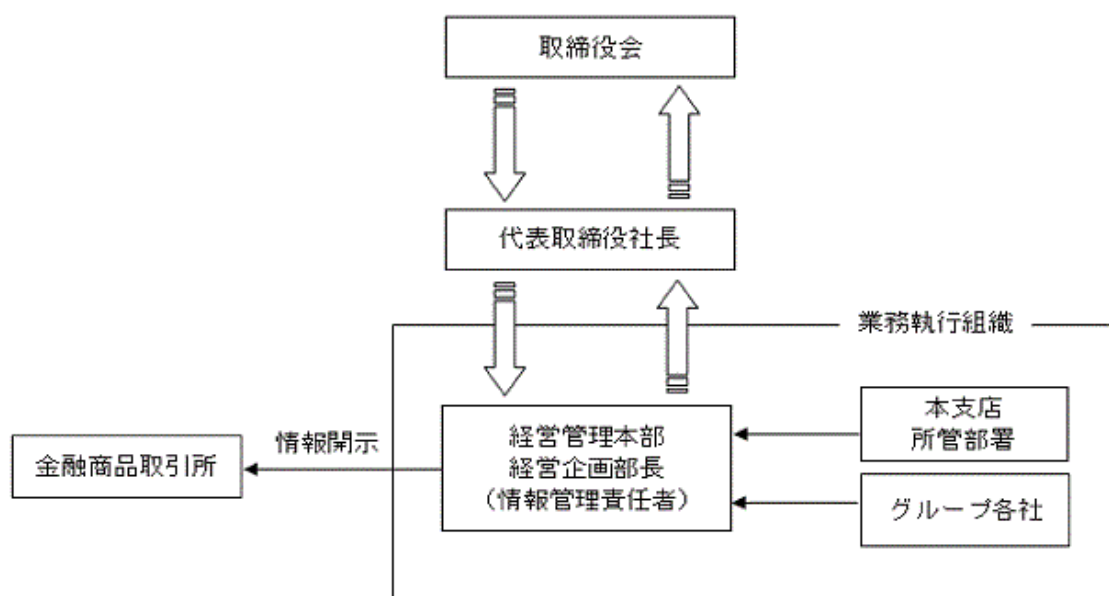 取締役会
代表取締役社長
業務執行組織
本支店
所管部署
経営管理本部
経営企画部長
(情報管理責任者)
情報開示
金融商品取引所
グループ各社